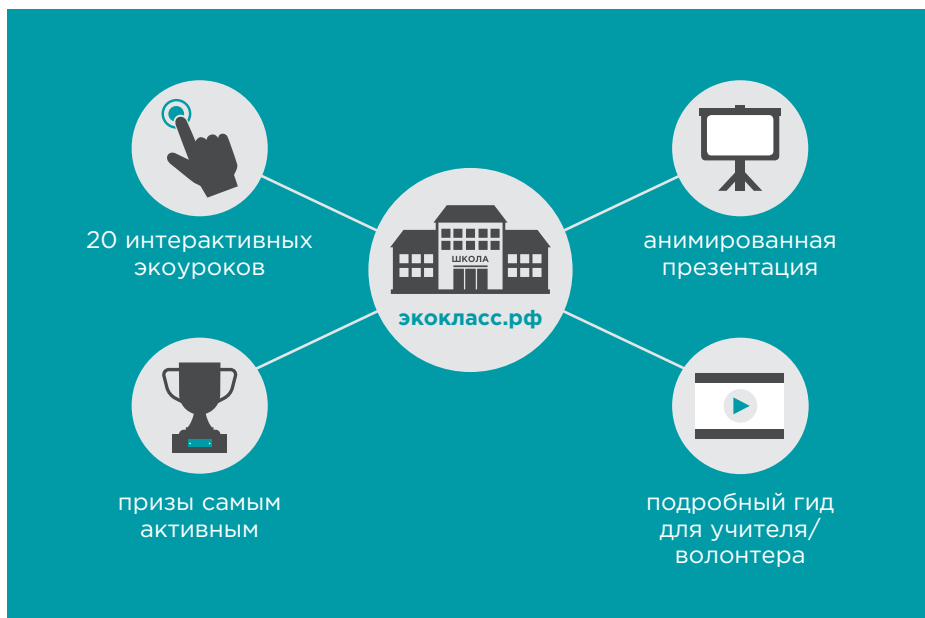 20 интерактивных
экоуроков
анимированная
презентация
ШКОЛА
экокласс.рф
призы самым
активным
подробный гид
для учителя/
волонтера